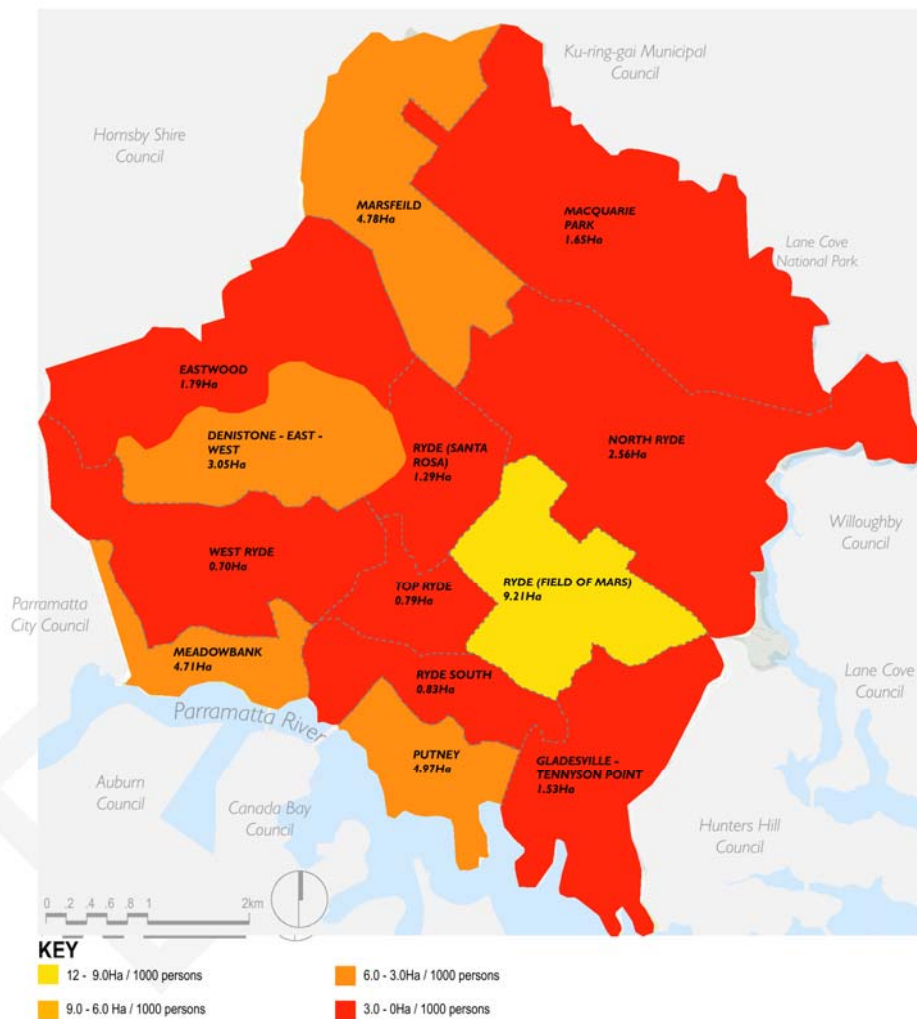 Ku-ring-gai Municipal
Council
Hornsby Shire
Council
MARSFEILD
4.78Ha
MACQUARIE
PARK
1.65Ha
Lane Cove
National Park
EASTWOOD
1.79Ha
DENISTONE - EAST -
WEST
3.05Ha
RYDE (SANTA
ROSA)
1.29Ha
NORTH RYDE
2.56Ha
Willoughby
Council
WEST RYDE
0.70Ha
TOP RYDE
0.79Ha
RYDE (FIELD OF MARS)
9.21Ha
Parramatta
City Council
MEADOWBANK
4.71Ha
RYDE SOUTH
0.83Ha
Lane Cove
Council
Parramatta River
PUTNEY
4.97Ha
GLADESVILLE -
TENNYSON POINT
1.53Ha
Auburn
Council
Canada Bay
Council
Hunters Hill
Council
0 .2 .4 .6 .8 1 2km
KEY
12 - 9.0Ha / 1000 persons
6.0 - 3.0Ha / 1000 persons
9.0 - 6.0 Ha / 1000 persons
3.0 - 0Ha / 1000 persons